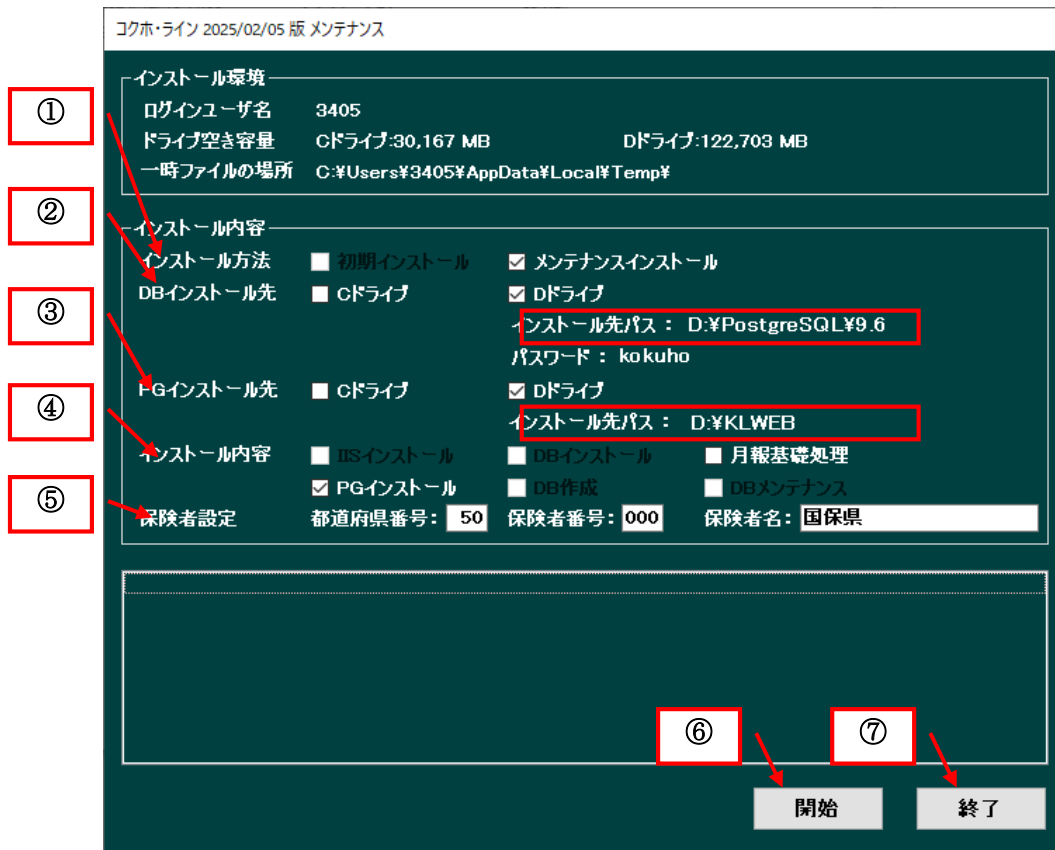 コクホ・ライン 2025/02/05 版 メンテナンス
インストール環境
① ログインユーザ名 3405
ドライブ空き容量 Cドライブ:30,167 MB Dドライブ:122,703 MB
一時ファイルの場所 C:¥Users¥3405¥AppData¥Local¥Temp¥
② インストール内容
インストール方法 初期インストール メンテナンスインストール
DBインストール先 Cドライブ Dドライブ
③ インストール先パス： D:¥PostgreSQL¥9.6
パスワード： kokuho
PGインストール先 Cドライブ Dドライブ
④ インストール先パス： D:¥KLWEB
インストール内容 IISインストール DBインストール 月報基礎処理
⑤ PGインストール DB作成 DBメンテナンス
保険者設定 都道府県番号： 50 保険者番号： 000 保険者名： 国保県
⑥ ⑦
開始 終了